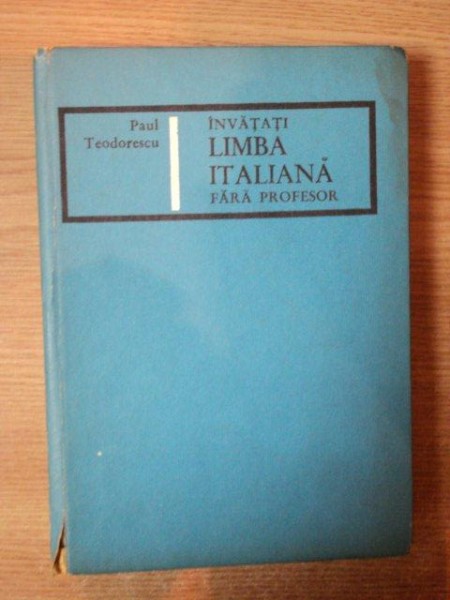 Paul
Teodorescu
ÎNVĂȚAȚI
LIMBA
ITALIANĂ
FĂRĂ PROFESOR